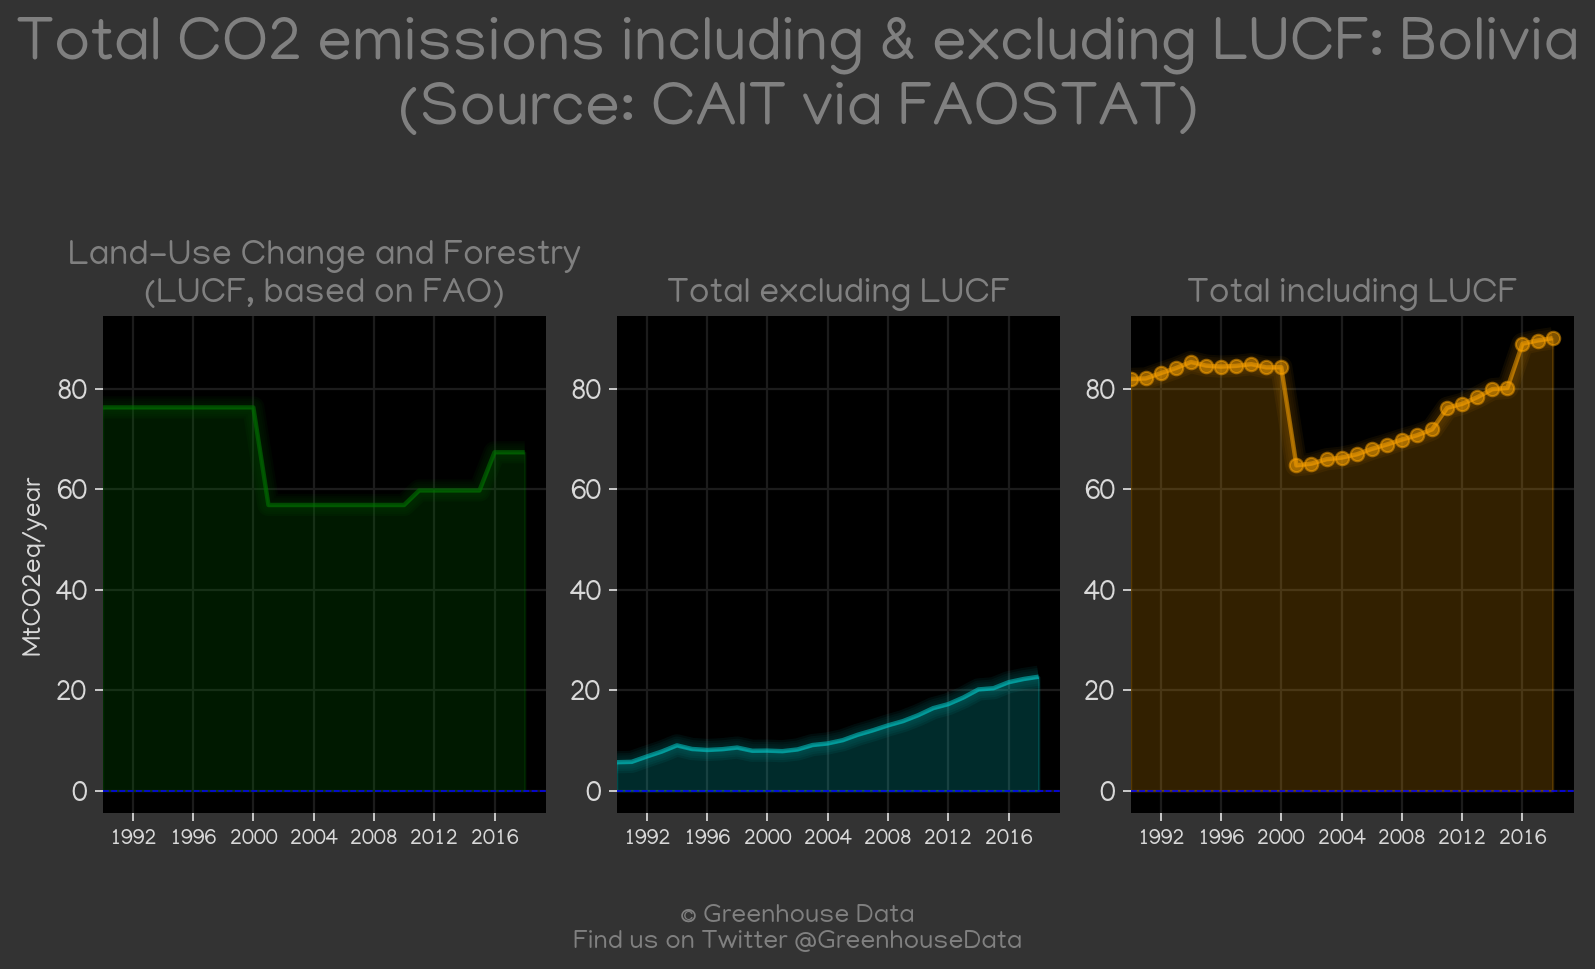 Total CO2 emissions including & excluding LUCF: Bolivia
(Source: CAIT via FAOSTAT)
Land-Use Change and Forestry
(LUCF, based on FAO)
Total excluding LUCF
Total including LUCF
MtCO2eq/year
80
60
40
20
0
1992 1996 2000 2004 2008 2012 2016
80
60
40
20
0
1992 1996 2000 2004 2008 2012 2016
80
60
40
20
0
1992 1996 2000 2004 2008 2012 2016
© Greenhouse Data
Find us on Twitter @GreenhouseData